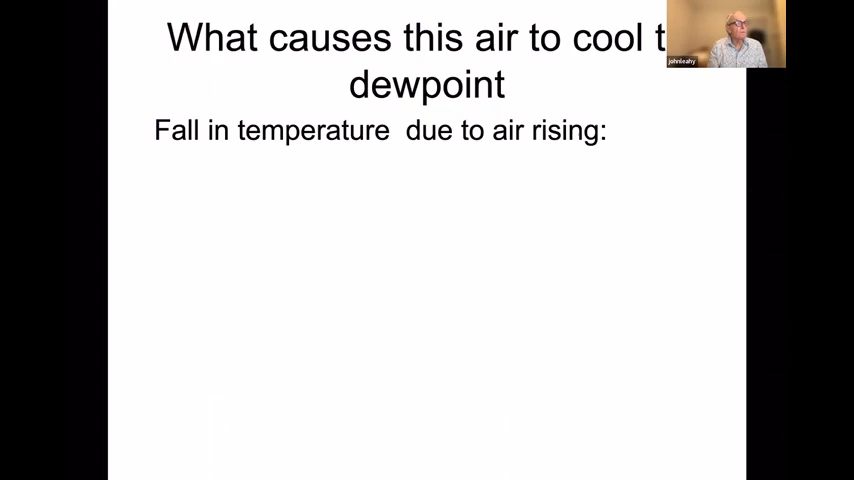 What causes this air to cool t
dewpoint
Fall in temperature due to air rising:
johnleahy